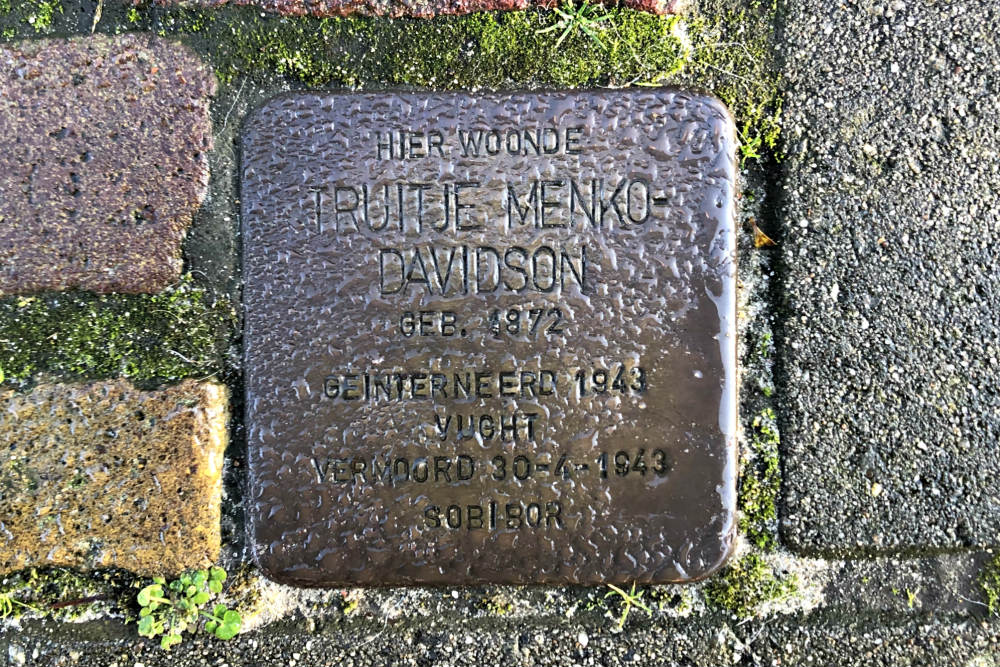 HIER WOONDE
TRUITJE MENKO-
DAVIDSON
GEB. 1872
GEINTERNEERD 1943
VUGHT
VERMOORD 30-4-1943
SOBIBOR